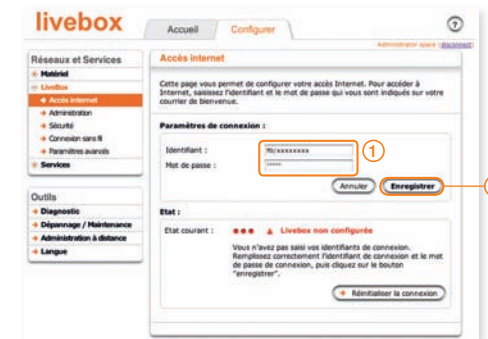 livebox
Accueil
Configurer
?
Administrator space (disconnect)
Réseaux et Services
Matériel
LiveBox
Accès internet
Administration
Sécurité
Connexion sans fil
Paramètres avancés
Services
Outils
Diagnostic
Dépannage / Maintenance
Administration à distance
Langue
Accès internet
Cette page vous permet de configurer votre accès Internet. Pour accéder à
Internet, saisissez l'identifiant et le mot de passe qui vous sont indiqués sur votre
courrier de bienvenue.
Paramètres de connexion :
Identifiant :
Mot de passe :
1
Annuler
Enregistrer
Etat :
Etat courant :
Livebox non configurée
Vous n'avez pas saisi vos identifiants de connexion.
Remplissez correctement l'identifiant de connexion et le mot
de passe de connexion, puis cliquez sur le bouton
"enregistrer".
Réinitialiser la connexion